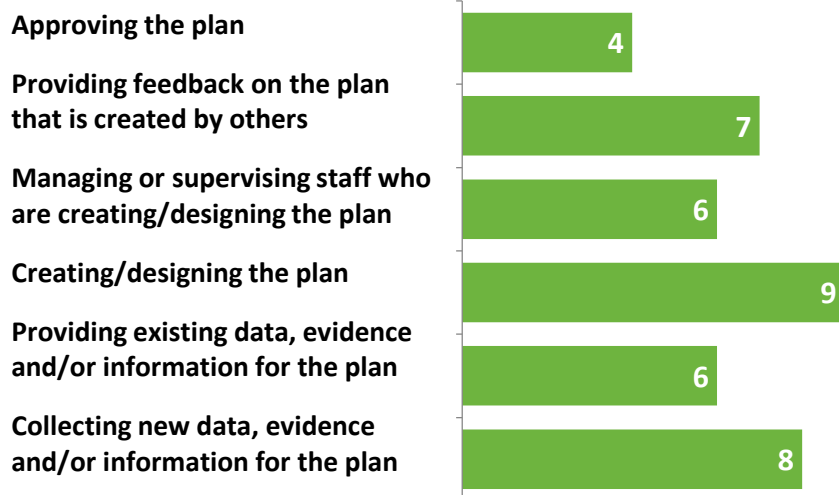 Approving the plan
4
Providing feedback on the plan
that is created by others
7
Managing or supervising staff who
are creating/designing the plan
6
Creating/designing the plan
9
Providing existing data, evidence
and/or information for the plan
6
Collecting new data, evidence
and/or information for the plan
8